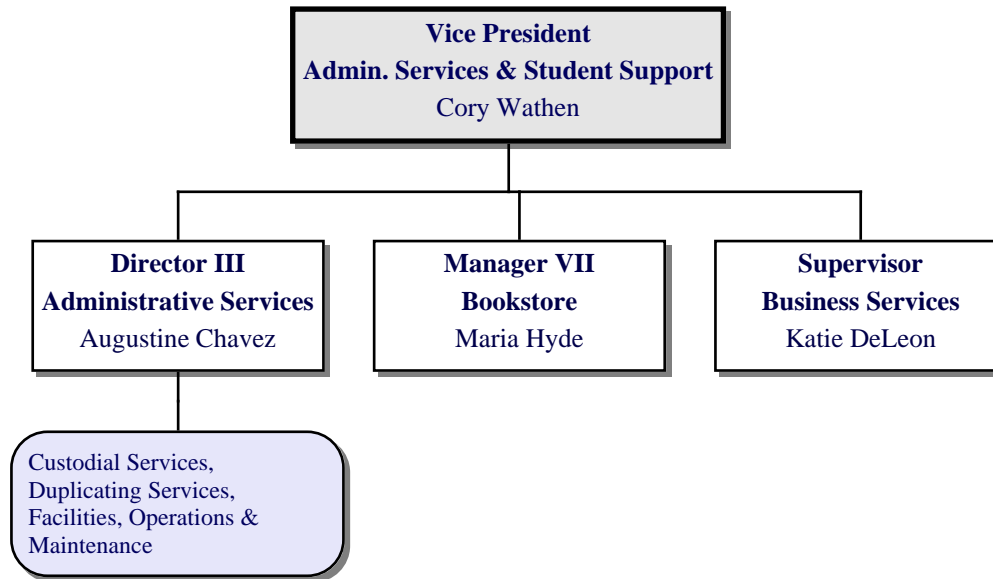 Vice President
Admin. Services & Student Support
Cory Wathen
Director III
Administrative Services
Augustine Chavez
Manager VII
Bookstore
Maria Hyde
Supervisor
Business Services
Katie DeLeon
Custodial Services,
Duplicating Services,
Facilities, Operations &
Maintenance